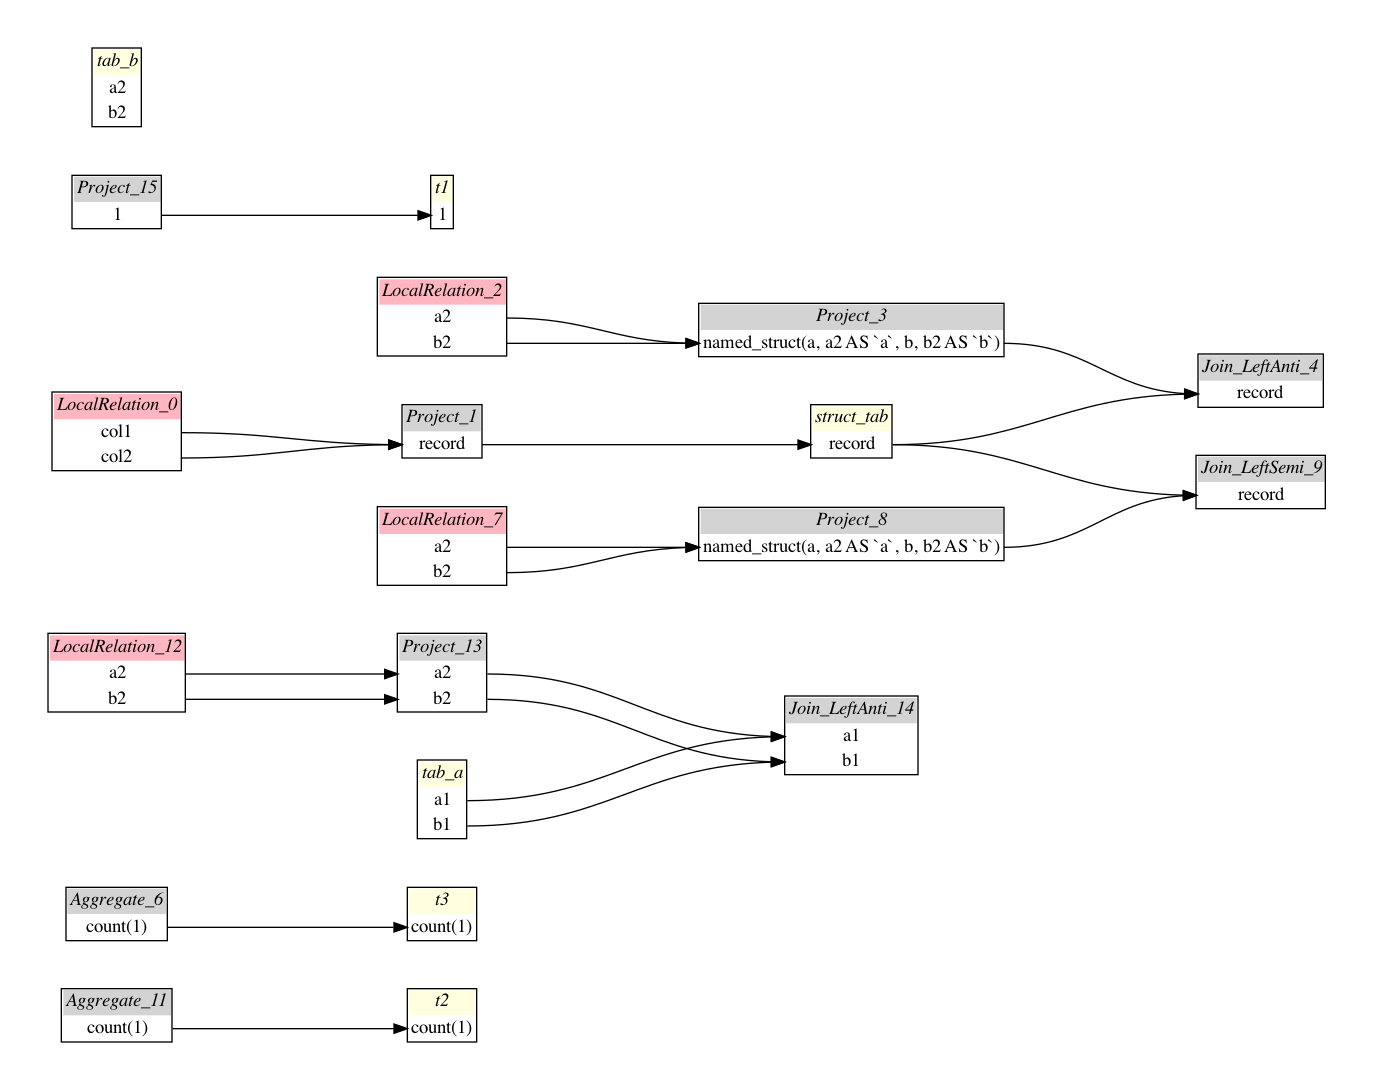 tab_b
a2
b2
Project_15
1
t1
1
LocalRelation_2
a2
b2
Project_3
named_struct(a, a2 AS `a`, b, b2 AS `b`)
Join_LeftAnti_4
record
LocalRelation_0
col1
col2
Project_1
record
struct_tab
record
Join_LeftSemi_9
record
LocalRelation_7
a2
b2
Project_8
named_struct(a, a2 AS `a`, b, b2 AS `b`)
LocalRelation_12
a2
b2
Project_13
a2
b2
Join_LeftAnti_14
a1
b1
tab_a
a1
b1
Aggregate_6
count(1)
t3
count(1)
Aggregate_11
count(1)
t2
count(1)